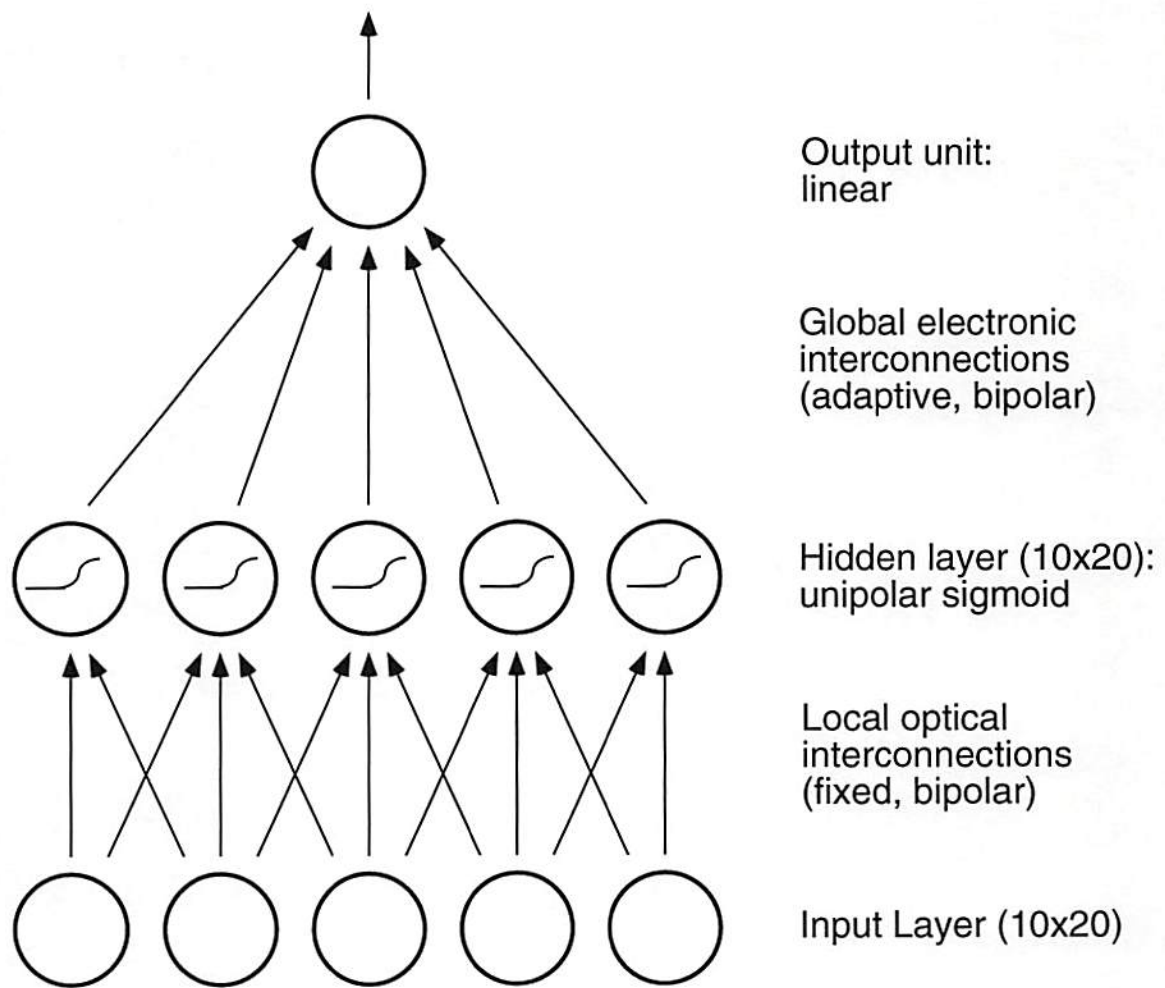 Output unit:
linear
Global electronic
interconnections
(adaptive, bipolar)
Hidden layer (10x20):
unipolar sigmoid
Local optical
interconnections
(fixed, bipolar)
Input Layer (10x20)